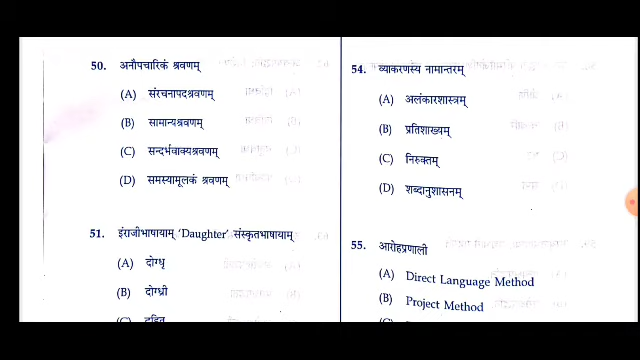 50. अनौपचारिकं श्रवणम्
(A) संरचनापदश्रवणम्
(B) सामान्यश्रवणम्
(C) सन्दर्भवाक्यश्रवणम्
(D) समस्यामूलकं श्रवणम्
51. इंराजीभाषायाम् 'Daughter' संस्कृतभाषायाम्
(A) दोग्धृ
(B) दोग्ध्री
54. व्याकरणस्य नामान्तरम्
(A) अलंकारशास्त्रम्
(B) प्रतिशाख्यम्
(C) निरुक्तम्
(D) शब्दानुशासनम्
55. आरोहप्रणाली
(A) Direct Language Method
(B) Project Method